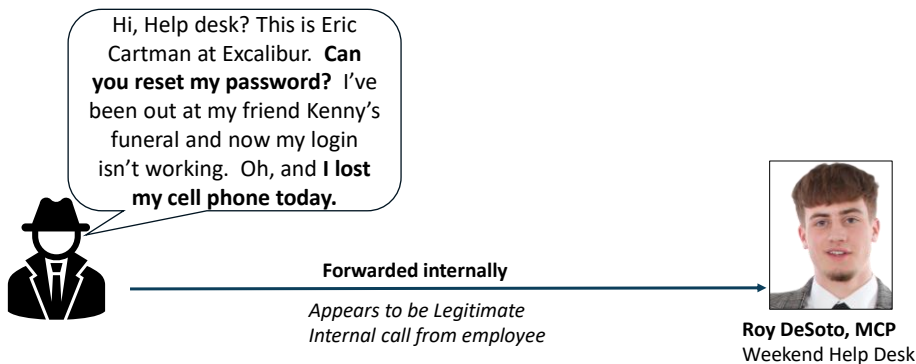 Hi, Help desk? This is Eric
Cartman at Excalibur. Can
you reset my password? I’ve
been out at my friend Kenny’s
funeral and now my login
isn’t working. Oh, and I lost
my cell phone today.
Forwarded internally
Appears to be Legitimate
Internal call from employee
Roy DeSoto, MCP
Weekend Help Desk